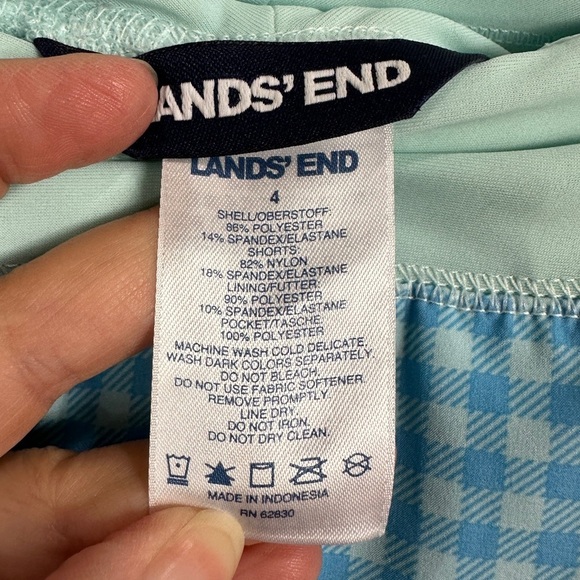 LANDS' END
LANDS' END
4
SHELL/OBERSTOFF:
86% POLYESTER
14% SPANDEX/ELASTANE
SHORTS:
82% NYLON
18% SPANDEX/ELASTANE
LINING/FUTTER:
90% POLYESTER
10% SPANDEX/ELASTANE
POCKET/TASCHE:
100% POLYESTER
MACHINE WASH COLD DELICATE.
WASH DARK COLORS SEPARATELY.
DO NOT BLEACH.
DO NOT USE FABRIC SOFTENER.
REMOVE PROMPTLY.
LINE DRY.
DO NOT IRON.
DO NOT DRY CLEAN.
MADE IN INDONESIA
RN 62830